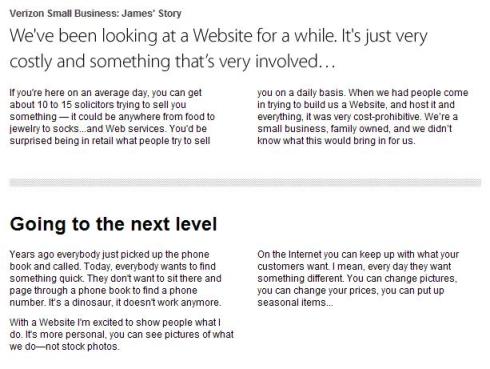 Verizon Small Business: James' Story
We've been looking at a Website for a while. It's just very
costly and something that's very involved…
If you're here on an average day, you can get
about 10 to 15 solicitors trying to sell you
something — it could be anywhere from food to
jewelry to socks...and Web services. You'd be
surprised being in retail what people try to sell
you on a daily basis. When we had people come
in trying to build us a Website, and host it and
everything, it was very cost-prohibitive. We're a
small business, family owned, and we didn't
know what this would bring in for us.
Going to the next level
Years ago everybody just picked up the phone
book and called. Today, everybody wants to find
something quick. They don't want to sit there and
page through a phone book to find a phone
number. It's a dinosaur, it doesn't work anymore.
With a Website I'm excited to show people what I
do. It's more personal, you can see pictures of what
we do—not stock photos.
On the Internet you can keep up with what your
customers want. I mean, every day they want
something different. You can change pictures,
you can change your prices, you can put up
seasonal items...